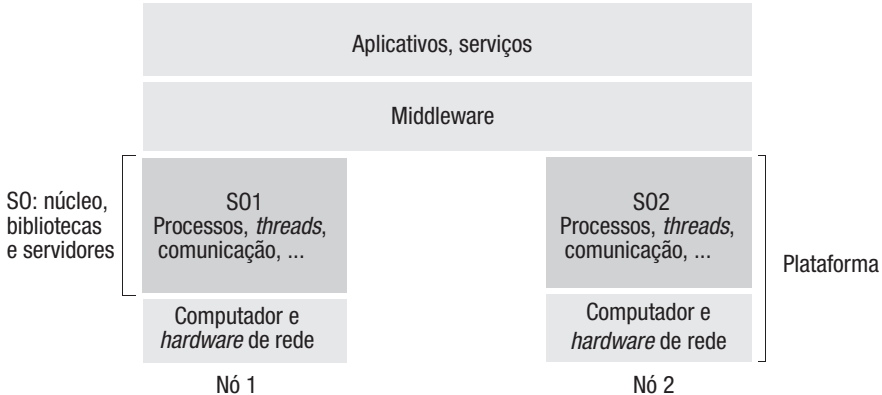 Aplicativos, serviços
Middleware
SO: núcleo,
bibliotecas
e servidores
SO1
Processos, threads,
comunicação, ...
SO2
Processos, threads,
comunicação, ...
Plataforma
Computador e
hardware de rede
Computador e
hardware de rede
Nó 1
Nó 2